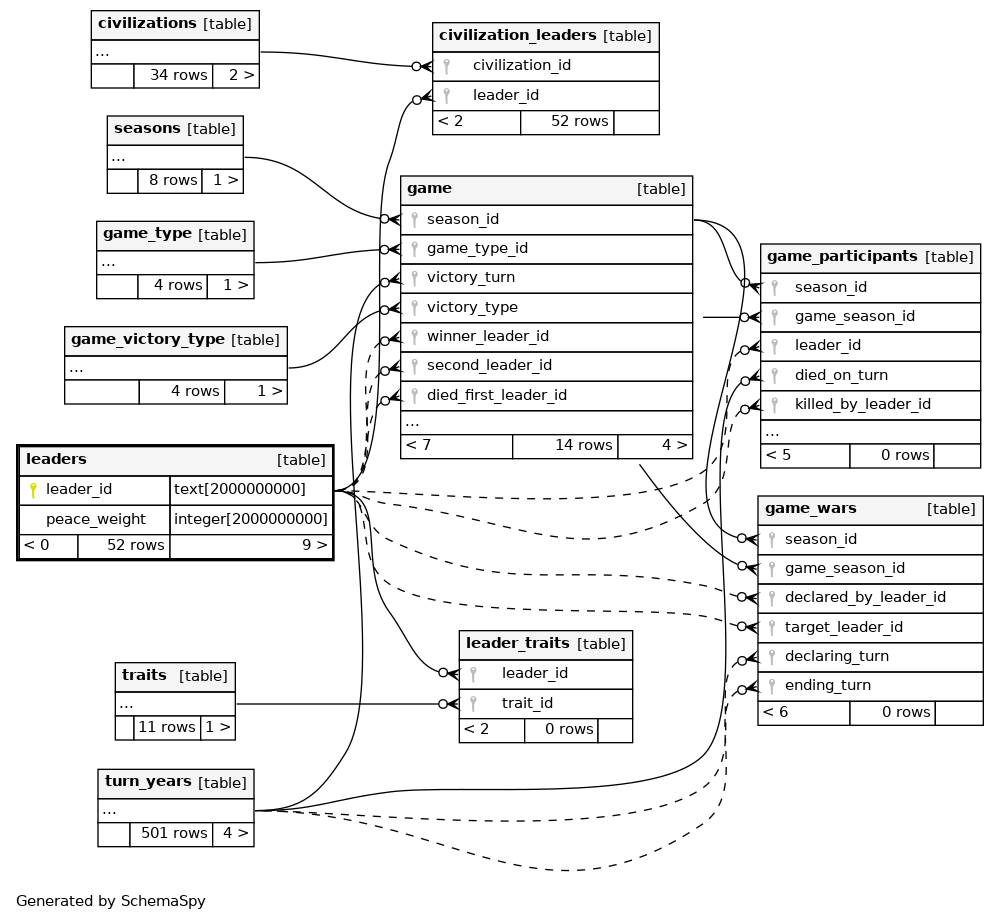 civilizations [table]
...
34 rows 2 >
seasons [table]
...
8 rows 1 >
game_type [table]
...
4 rows 1 >
game_victory_type [table]
...
4 rows 1 >
leaders [table]
leader_id text[2000000000]
peace_weight integer[2000000000]
< 0 52 rows 9 >
traits [table]
...
11 rows 1 >
turn_years [table]
...
501 rows 4 >
civilization_leaders [table]
civilization_id
leader_id
< 2 52 rows
game [table]
season_id
game_type_id
victory_turn
victory_type
winner_leader_id
second_leader_id
died_first_leader_id
...
< 7 14 rows 4 >
leader_traits [table]
leader_id
trait_id
< 2 0 rows
game_participants [table]
season_id
game_season_id
leader_id
died_on_turn
killed_by_leader_id
...
< 5 0 rows
game_wars [table]
season_id
game_season_id
declared_by_leader_id
target_leader_id
declaring_turn
ending_turn
< 6 0 rows
Generated by SchemaSpy